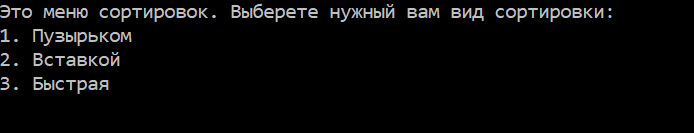 Это меню сортировок. Выберете нужный вам вид сортировки:
1. Пузырьком
2. Вставкой
3. Быстрая